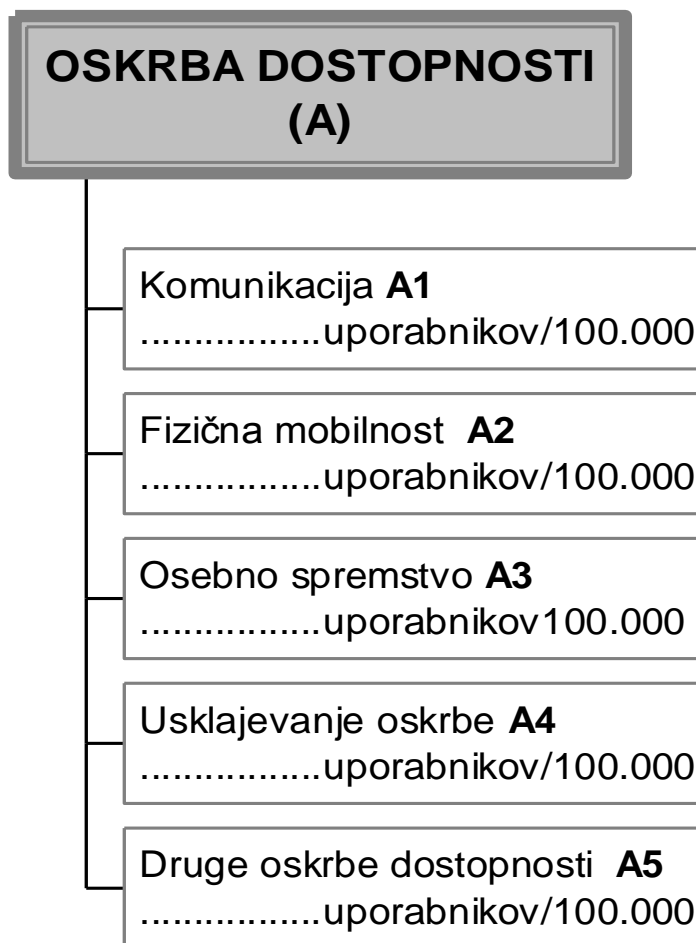 OSKRBA DOSTOPNOSTI
(A)
Komunikacija A1
.................uporabnikov/100.000
Fizična mobilnost A2
.................uporabnikov/100.000
Osebno spremstvo A3
.................uporabnikov100.000
Usklajevanje oskrbe A4
.................uporabnikov/100.000
Druge oskrbe dostopnosti A5
.................uporabnikov/100.000